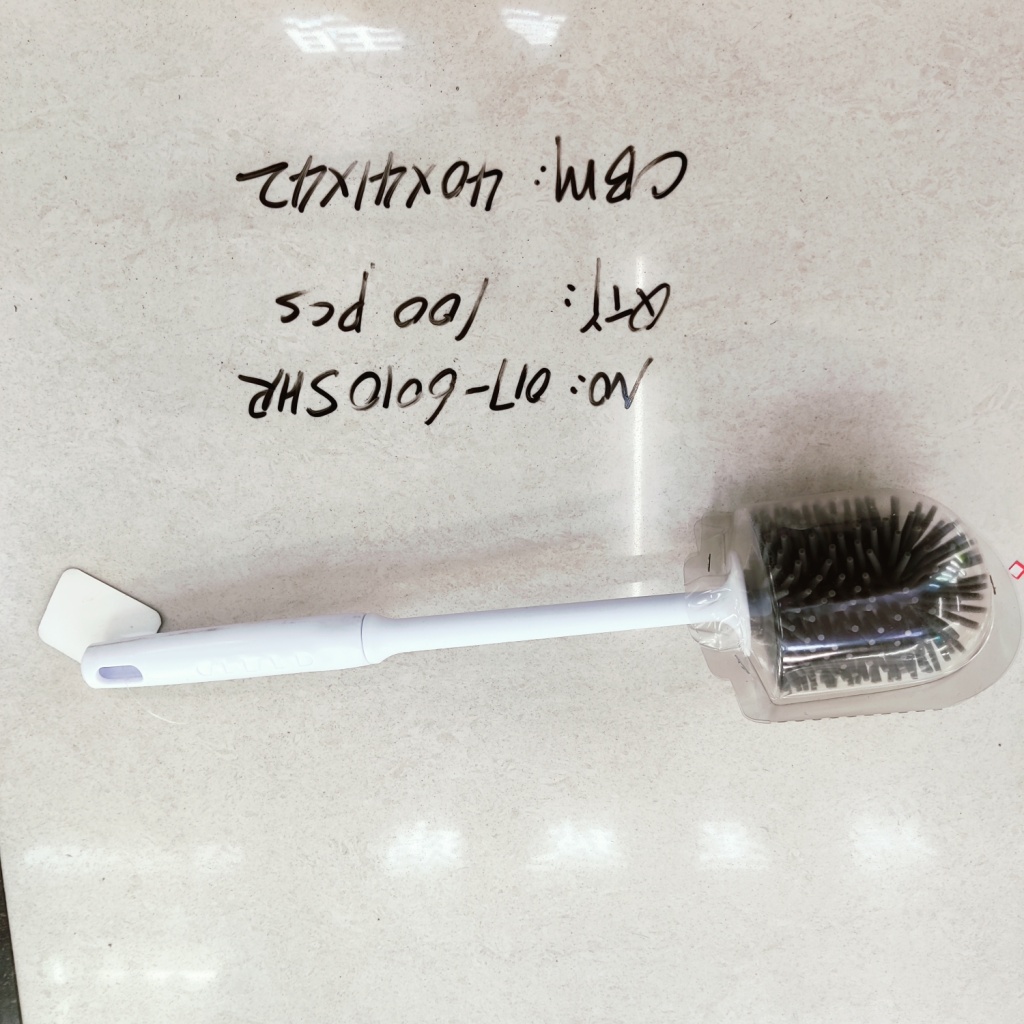 NO: 017-6010SHR
QTY: 100 pcs
CBM: 40X41X42